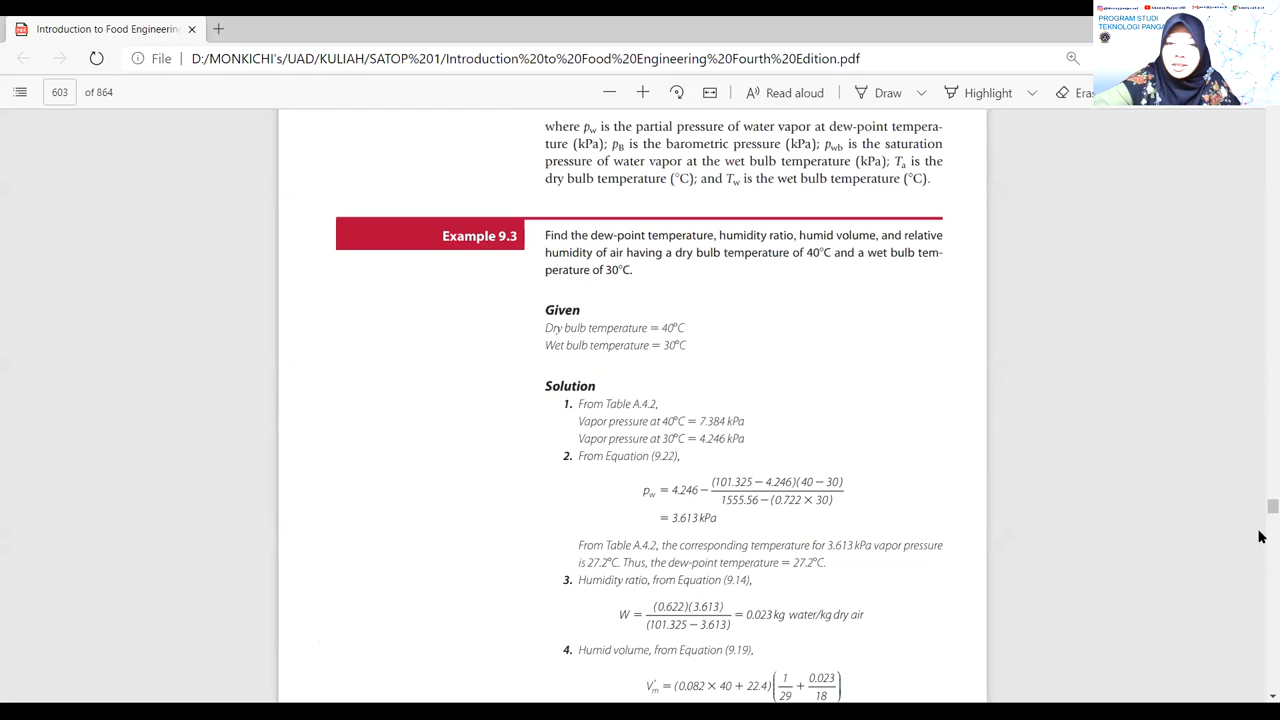 Introduction to Food Engineering
File D:/MONKICHI's/UAD/KULIAH/SATOP%201/Introduction%20to%20Food%20Engineering%20Fourth%20Edition.pdf
PROGRAM STUDI
TEKNOLOGI PANGA
603 of 864
Read aloud Draw Highlight Eras
where pw is the partial pressure of water vapor at dew-point tempera-
ture (kPa); pB is the barometric pressure (kPa); pwb is the saturation
pressure of water vapor at the wet bulb temperature (kPa); Ta is the
dry bulb temperature (°C); and Tw is the wet bulb temperature (°C).
Example 9.3
Find the dew-point temperature, humidity ratio, humid volume, and relative
humidity of air having a dry bulb temperature of 40°C and a wet bulb tem-
perature of 30°C.
Given
Dry bulb temperature = 40°C
Wet bulb temperature = 30°C
Solution
1. From Table A.4.2,
Vapor pressure at 40°C = 7.384 kPa
Vapor pressure at 30°C = 4.246 kPa
2. From Equation (9.22),
pw = 4.246 − (101.325 − 4.246)(40 − 30) / 1555.56 − (0.722 × 30)
= 3.613 kPa
From Table A.4.2, the corresponding temperature for 3.613 kPa vapor pressure
is 27.2°C. Thus, the dew-point temperature = 27.2°C.
3. Humidity ratio, from Equation (9.14),
W = (0.622)(3.613) / (101.325 − 3.613) = 0.023 kg water/kg dry air
4. Humid volume, from Equation (9.19),
V'm = (0.082 × 40 + 22.4) (1/29 + 0.023/18)